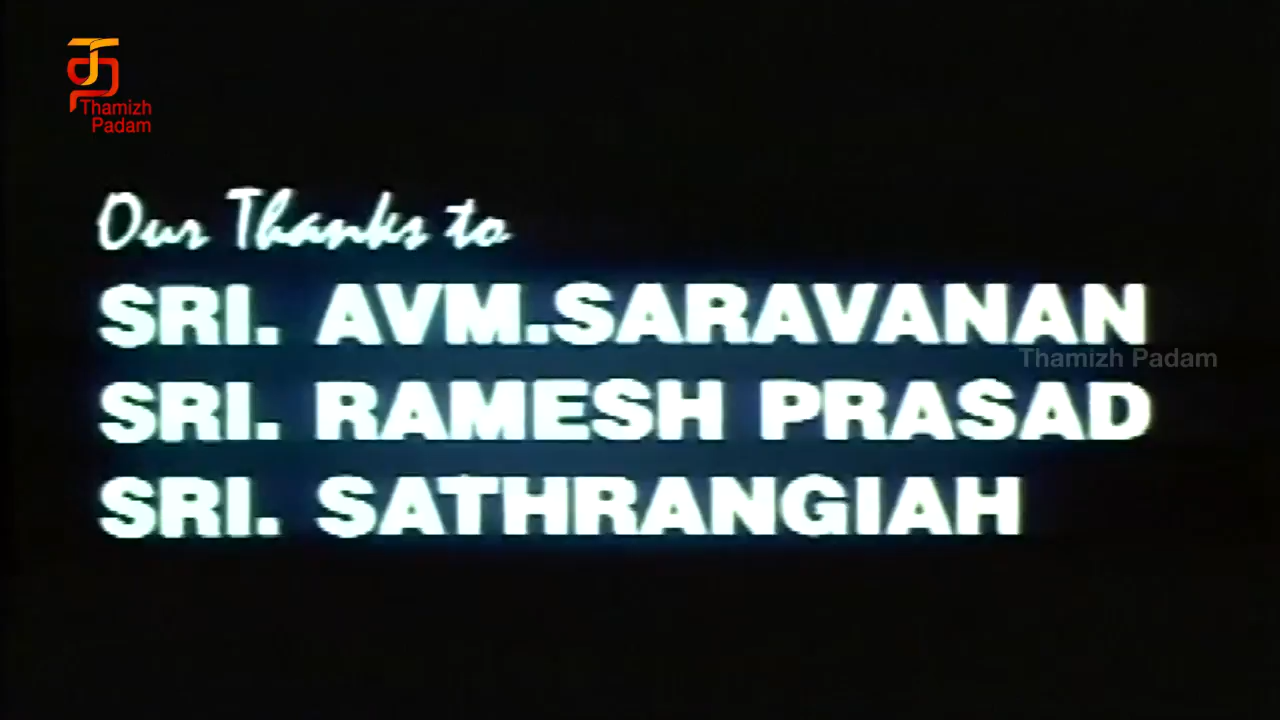 Thamizh
Padam
Our Thanks to
SRI. AVM.SARAVANAN
Thamizh Padam
SRI. RAMESH PRASAD
SRI. SATHRANGIAH